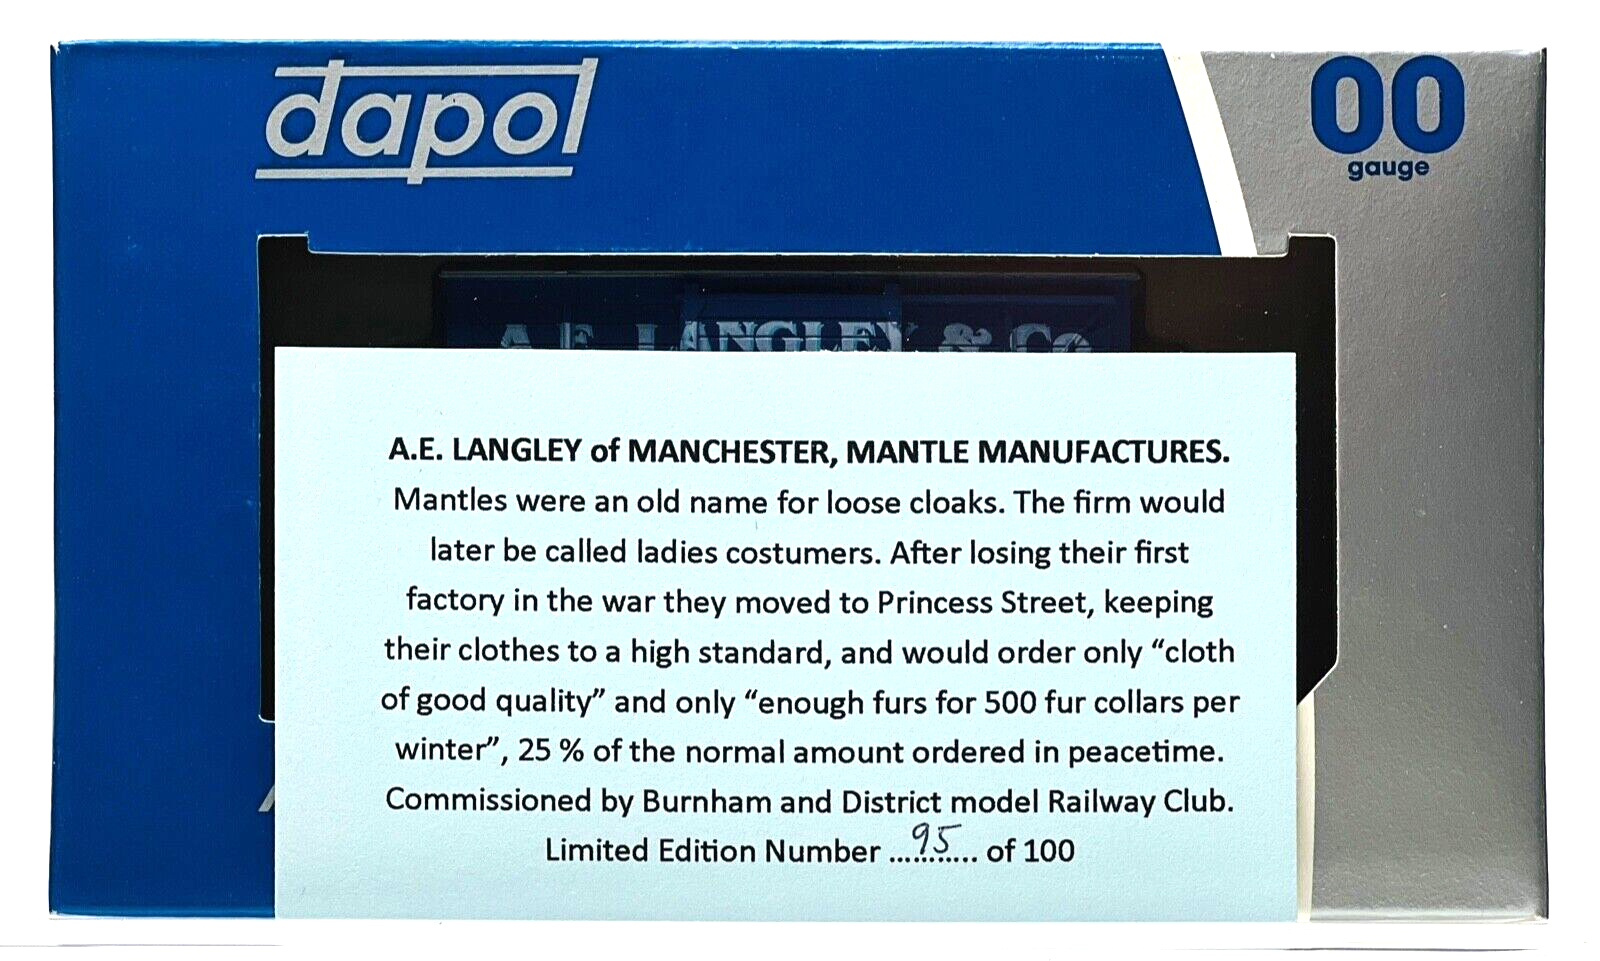 dapol
00
gauge
A.E. LANGLEY & Co
A.E. LANGLEY of MANCHESTER, MANTLE MANUFACTURES.
Mantles were an old name for loose cloaks. The firm would
later be called ladies costumers. After losing their first
factory in the war they moved to Princess Street, keeping
their clothes to a high standard, and would order only “cloth
of good quality” and only “enough furs for 500 fur collars per
winter”, 25 % of the normal amount ordered in peacetime.
Commissioned by Burnham and District model Railway Club.
Limited Edition Number ....95.... of 100